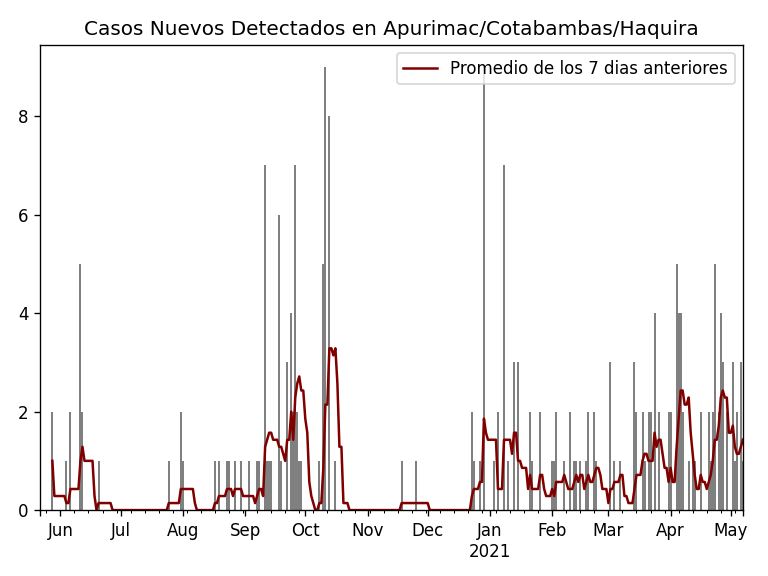 Casos Nuevos Detectados en Apurimac/Cotabambas/Haquira
Promedio de los 7 dias anteriores
8
6
4
2
0
Jun Jul Aug Sep Oct Nov Dec Jan Feb Mar Apr May
2021